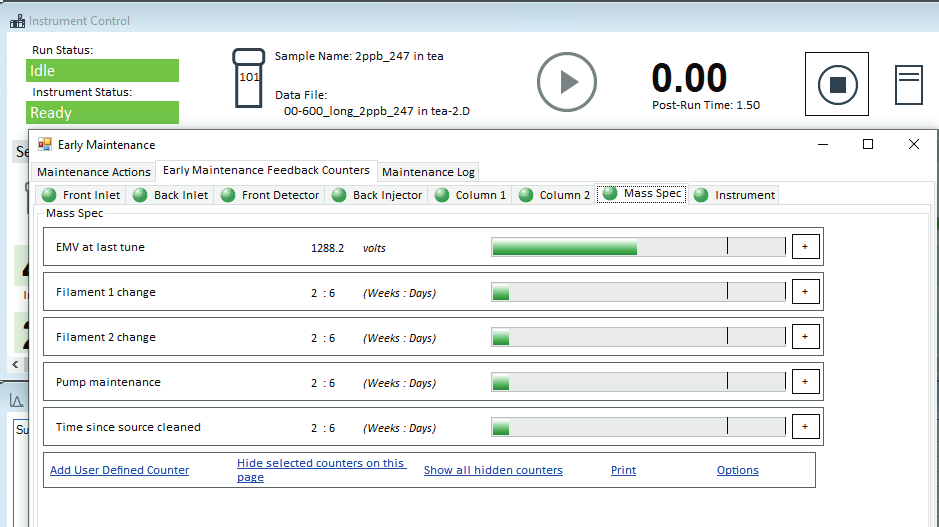 Instrument Control
Run Status:
Idle
Instrument Status:
Ready
101
Sample Name: 2ppb_247 in tea
Data File:
00-600_long_2ppb_247 in tea-2.D
0.00
Post-Run Time: 1.50
Early Maintenance
Maintenance Actions Early Maintenance Feedback Counters Maintenance Log
Front Inlet Back Inlet Front Detector Back Injector Column 1 Column 2 Mass Spec Instrument
Mass Spec
EMV at last tune 1288.2 volts +
Filament 1 change 2 : 6 (Weeks : Days) +
Filament 2 change 2 : 6 (Weeks : Days) +
Pump maintenance 2 : 6 (Weeks : Days) +
Time since source cleaned 2 : 6 (Weeks : Days) +
Add User Defined Counter
Hide selected counters on this
page
Show all hidden counters
Print
Options
Se
Su